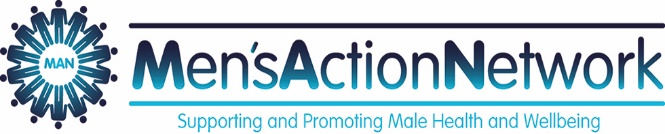 MAN
Men'sActionNetwork
Supporting and Promoting Male Health and Wellbeing